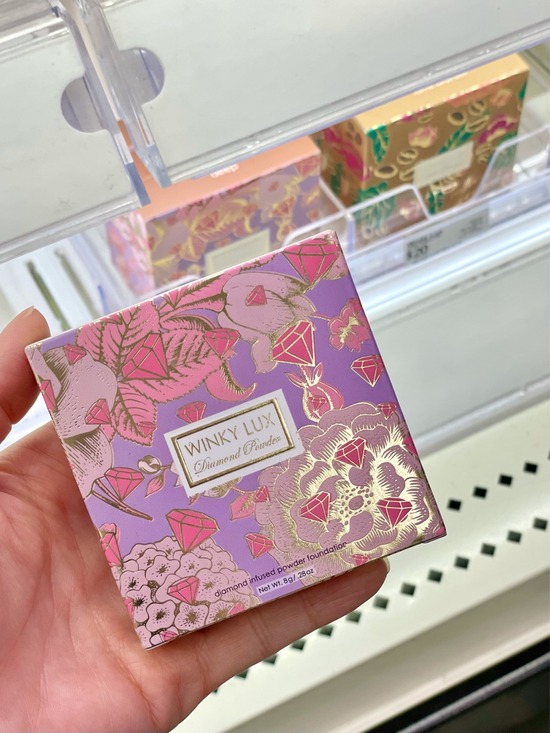 WINKY LUX
Diamond Powder
diamond infused powder foundation
Net Wt. 8g/.28oz
$20